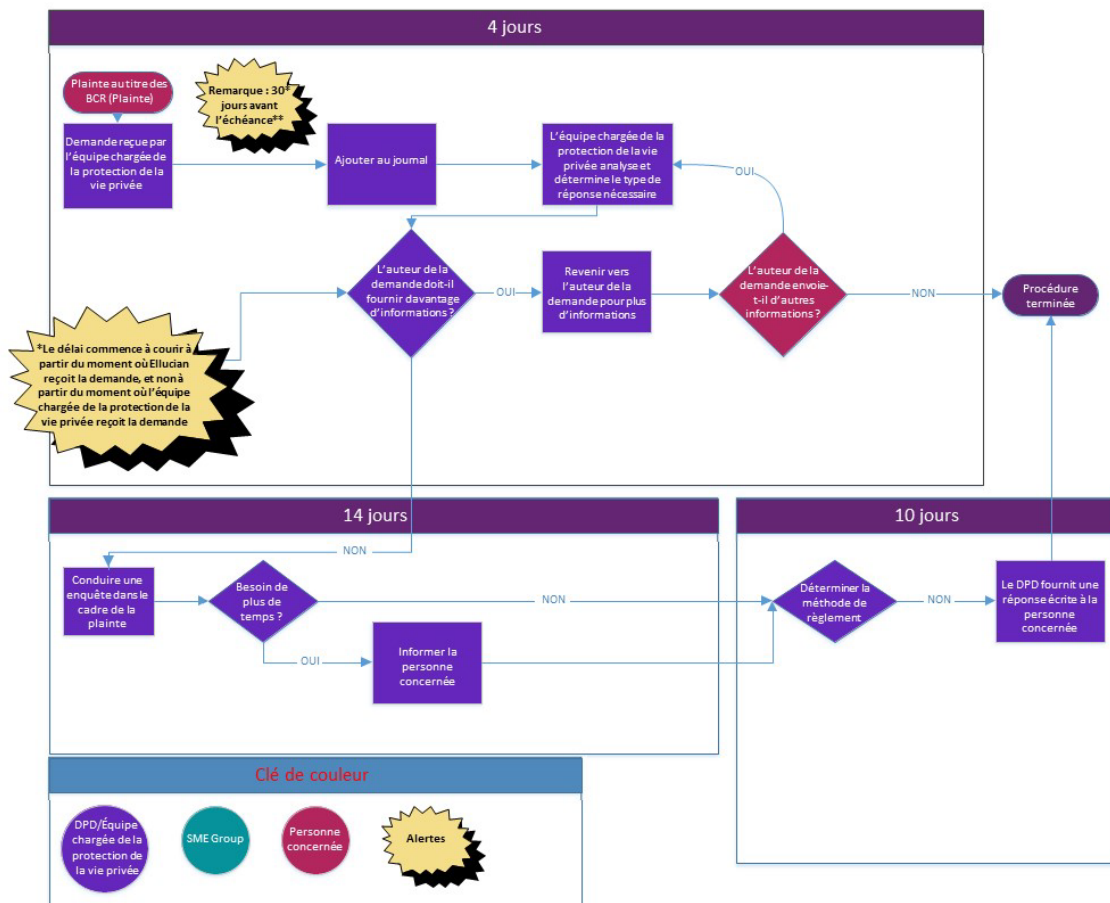 4 jours
Plainte au titre des
BCR (Plainte)
Remarque : 30*
jours avant
l'échéance**
Demande reçue par
l'équipe chargée de
la protection de la
vie privée
Ajouter au journal
L'équipe chargée de la
protection de la vie
privée analyse et
détermine le type de
réponse nécessaire
OUI
L'auteur de la
demande doit-il
fournir davantage
d'informations ?
OUI
Revenir vers
l'auteur de la
demande pour plus
d'informations
L'auteur de la
demande envoie-
t-il d'autres
informations ?
NON
Procédure
terminée
*Le délai commence à courir à
partir du moment où Ellucian
reçoit la demande, et non à
partir du moment où l'équipe
chargée de la protection de la
vie privée reçoit la demande
14 jours
NON
Conduire une
enquête dans le
cadre de la
plainte
Besoin de
plus de
temps ?
NON
OUI
Informer la
personne
concernée
10 jours
Déterminer la
méthode de
règlement
NON
Le DPD fournit une
réponse écrite à la
personne
concernée
Clé de couleur
DPD/Équipe
chargée de la
protection de
la vie privée
SME Group
Personne
concernée
Alertes